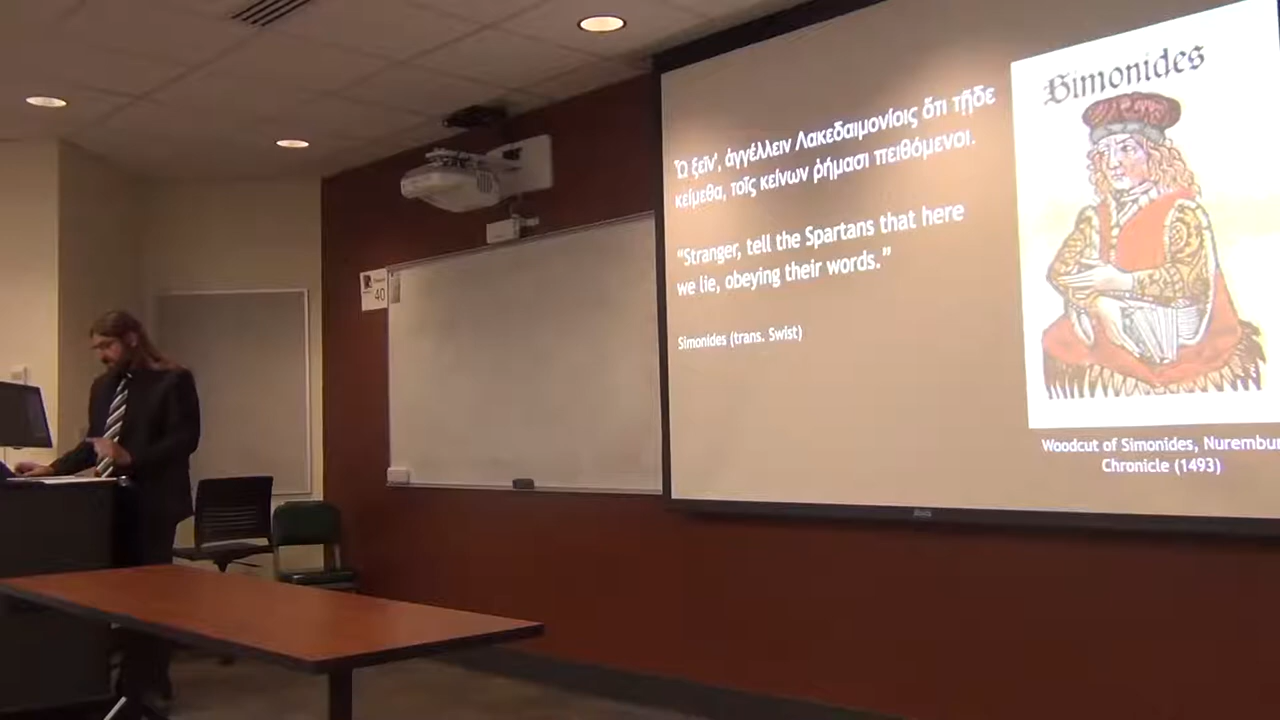 Ὦ ξεῖν', ἀγγέλλειν Λακεδαιμονίοις ὅτι τῇδε
κείμεθα, τοῖς κείνων ῥήμασι πειθόμενοι.
“Stranger, tell the Spartans that here
we lie, obeying their words.”
Simonides (trans. Swist)
Simonides
Woodcut of Simonides, Nurembur
Chronicle (1493)
40